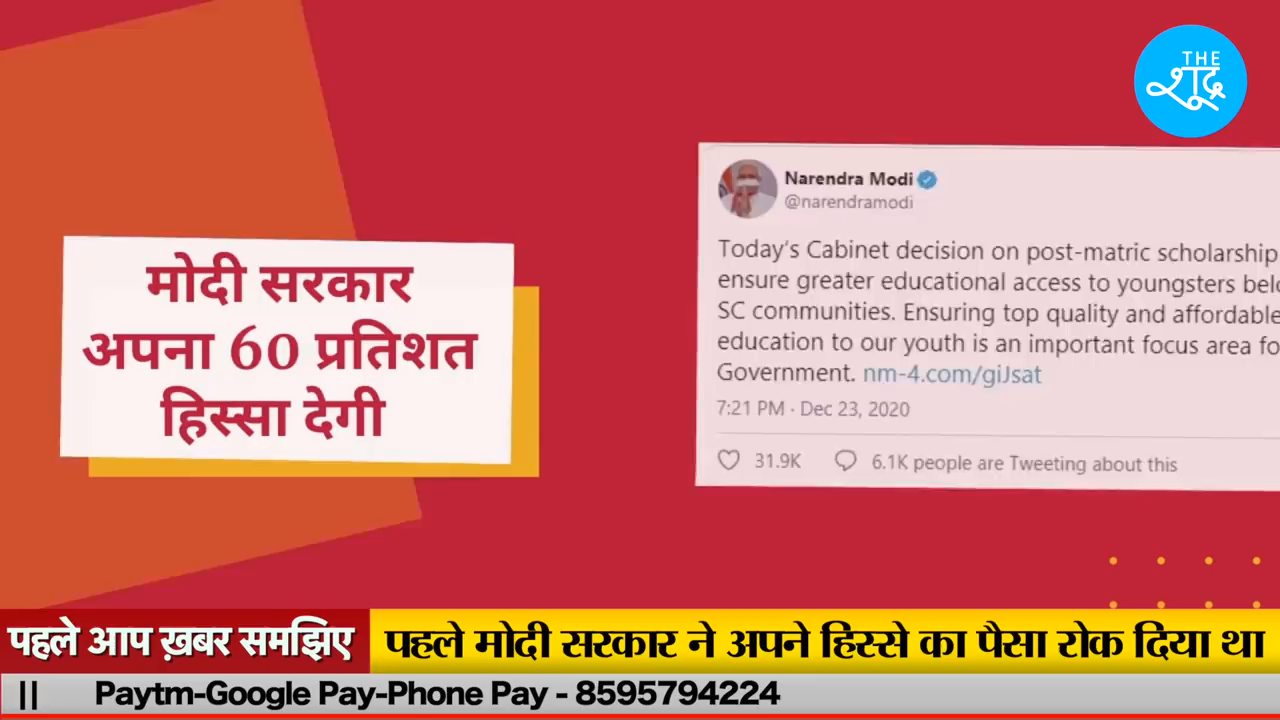 THE
शूद्र
मोदी सरकार
अपना 60 प्रतिशत
हिस्सा देगी
Narendra Modi
@narendramodi
Today's Cabinet decision on post-matric scholarship
ensure greater educational access to youngsters
SC communities. Ensuring top quality and affordable
education to our youth is an important focus area
Government. nm-4.com/giJsat
7:21 PM · Dec 23, 2020
31.9K 6.1K people are Tweeting about this
पहले आप ख़बर समझिए
पहले मोदी सरकार ने अपने हिस्से का पैसा रोक दिया था
|| Paytm-Google Pay-Phone Pay - 8595794224